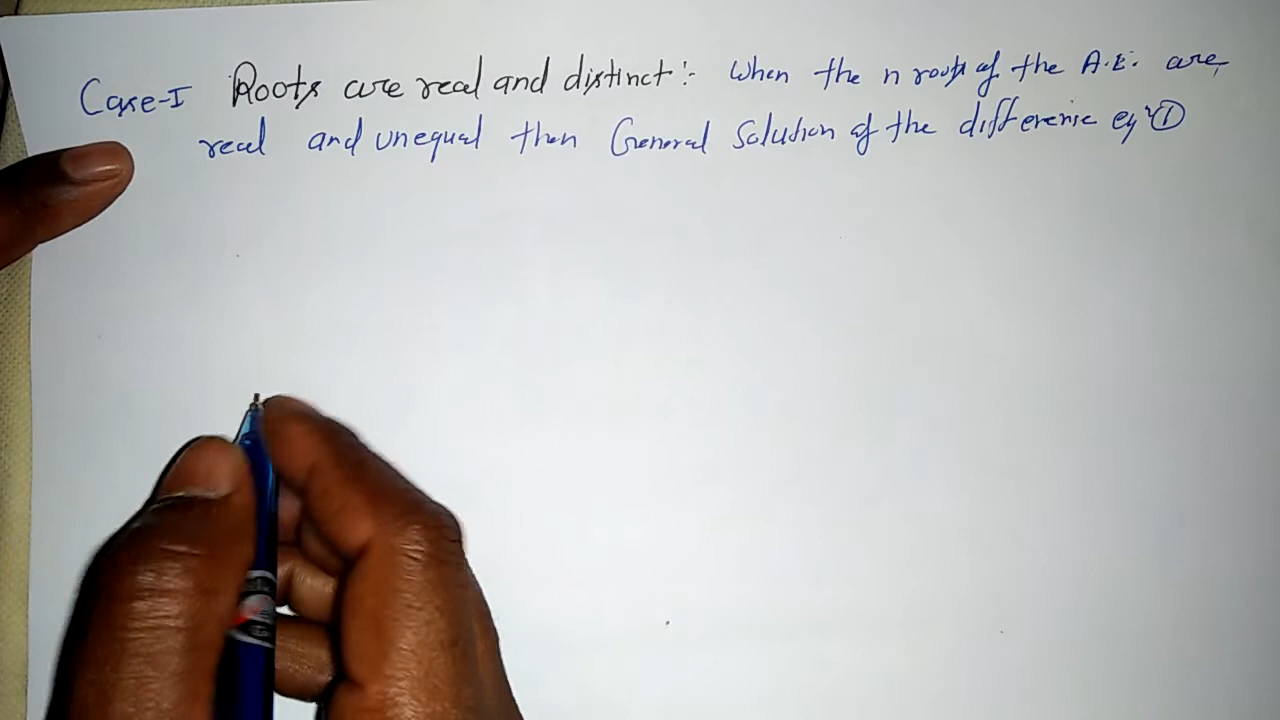 Case-I Roots are real and distinct :- When the n roots of the A.E. are
real and unequal then General Solution of the difference eqⁿ ①